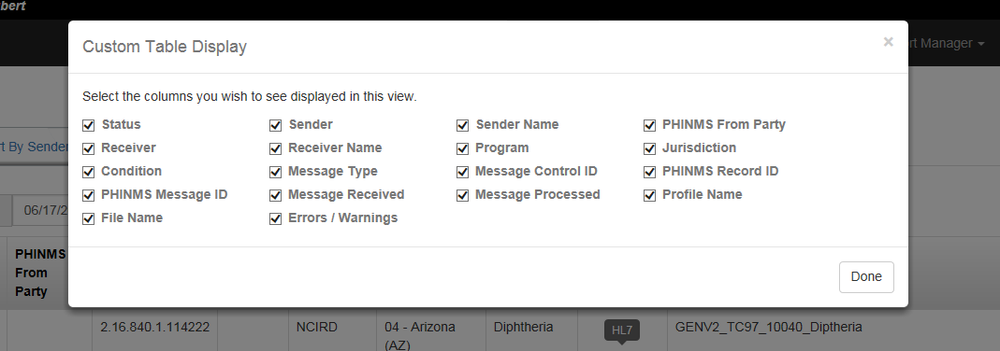 bert
Custom Table Display
×
rt Manager
Select the columns you wish to see displayed in this view.
Status Sender Sender Name PHINMS From Party
Receiver Receiver Name Program Jurisdiction
Condition Message Type Message Control ID PHINMS Record ID
PHINMS Message ID Message Received Message Processed Profile Name
File Name Errors / Warnings
rt By Sender
06/17/2
Done
PHINMS
From
Party
2.16.840.1.114222 NCIRD 04 - Arizona Diphtheria HL7 GENV2_TC97_10040_Diptheria
(AZ)